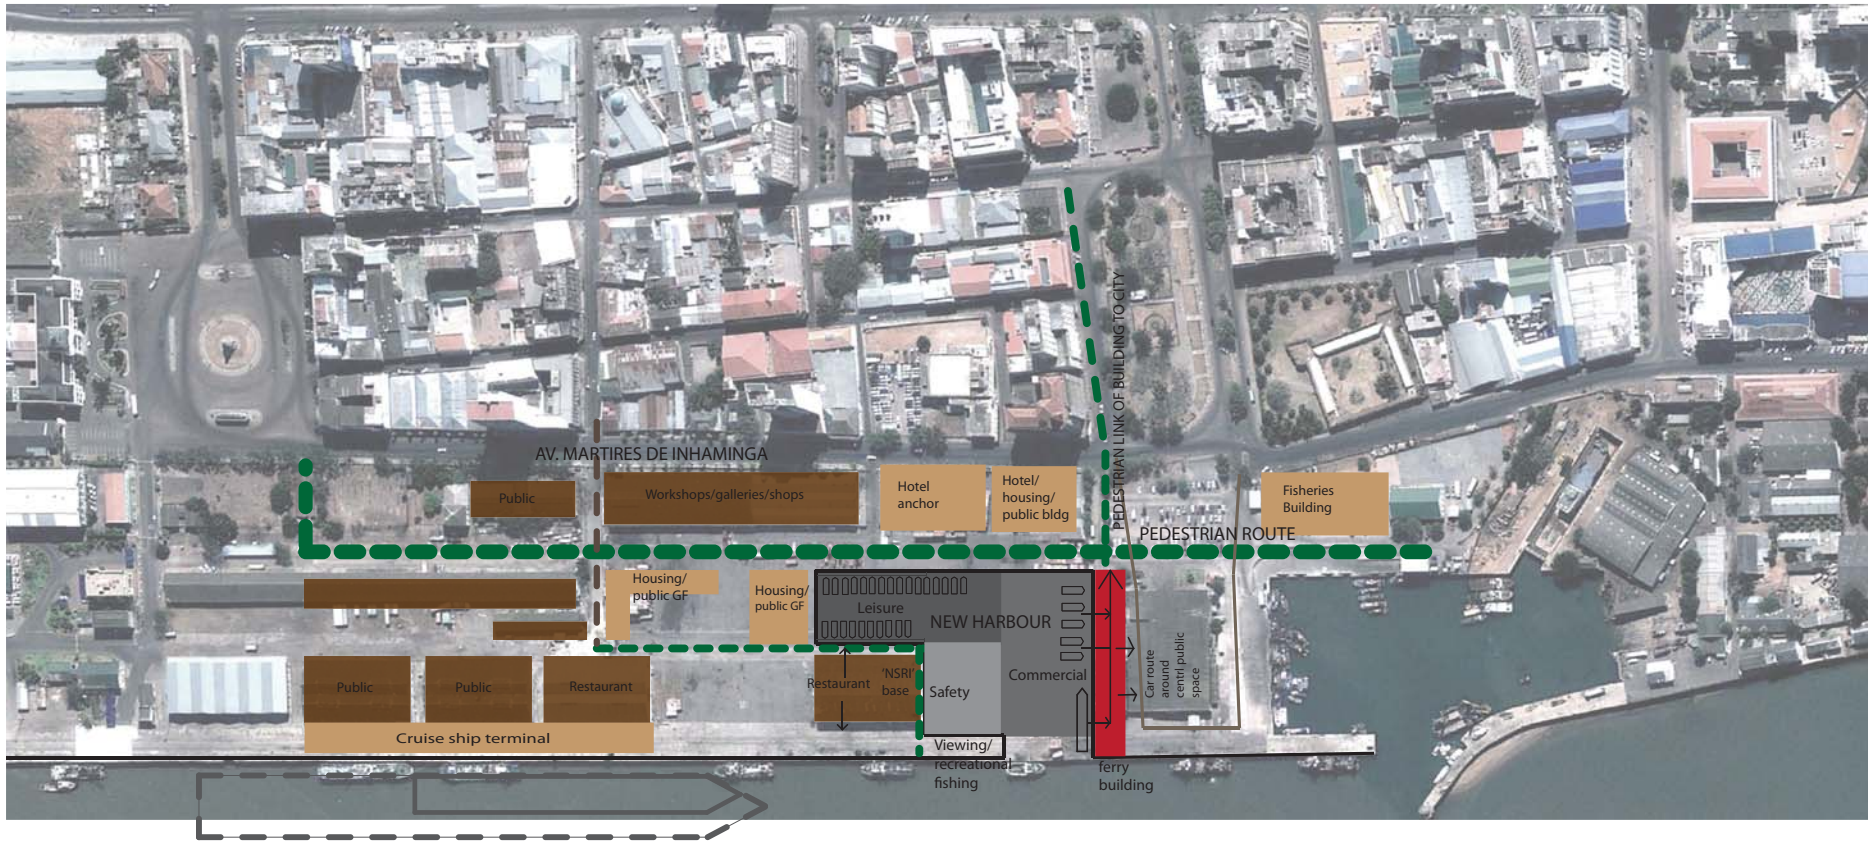 AV. MARTIRES DE INHAMINGA
PEDESTRIAN LINK OF BUILDING TO CITY
Public
Workshops/galleries/shops
Hotel
anchor
Hotel/
housing/
public bldg
Fisheries
Building
PEDESTRIAN ROUTE
Housing/
public GF
Housing/
public GF
Leisure
NEW HARBOUR
Public
Public
Restaurant
Restaurant
'NSRI'
base
Safety
Commercial
Car route
around
centrl public
space
Cruise ship terminal
Viewing/
recreational
fishing
ferry
building